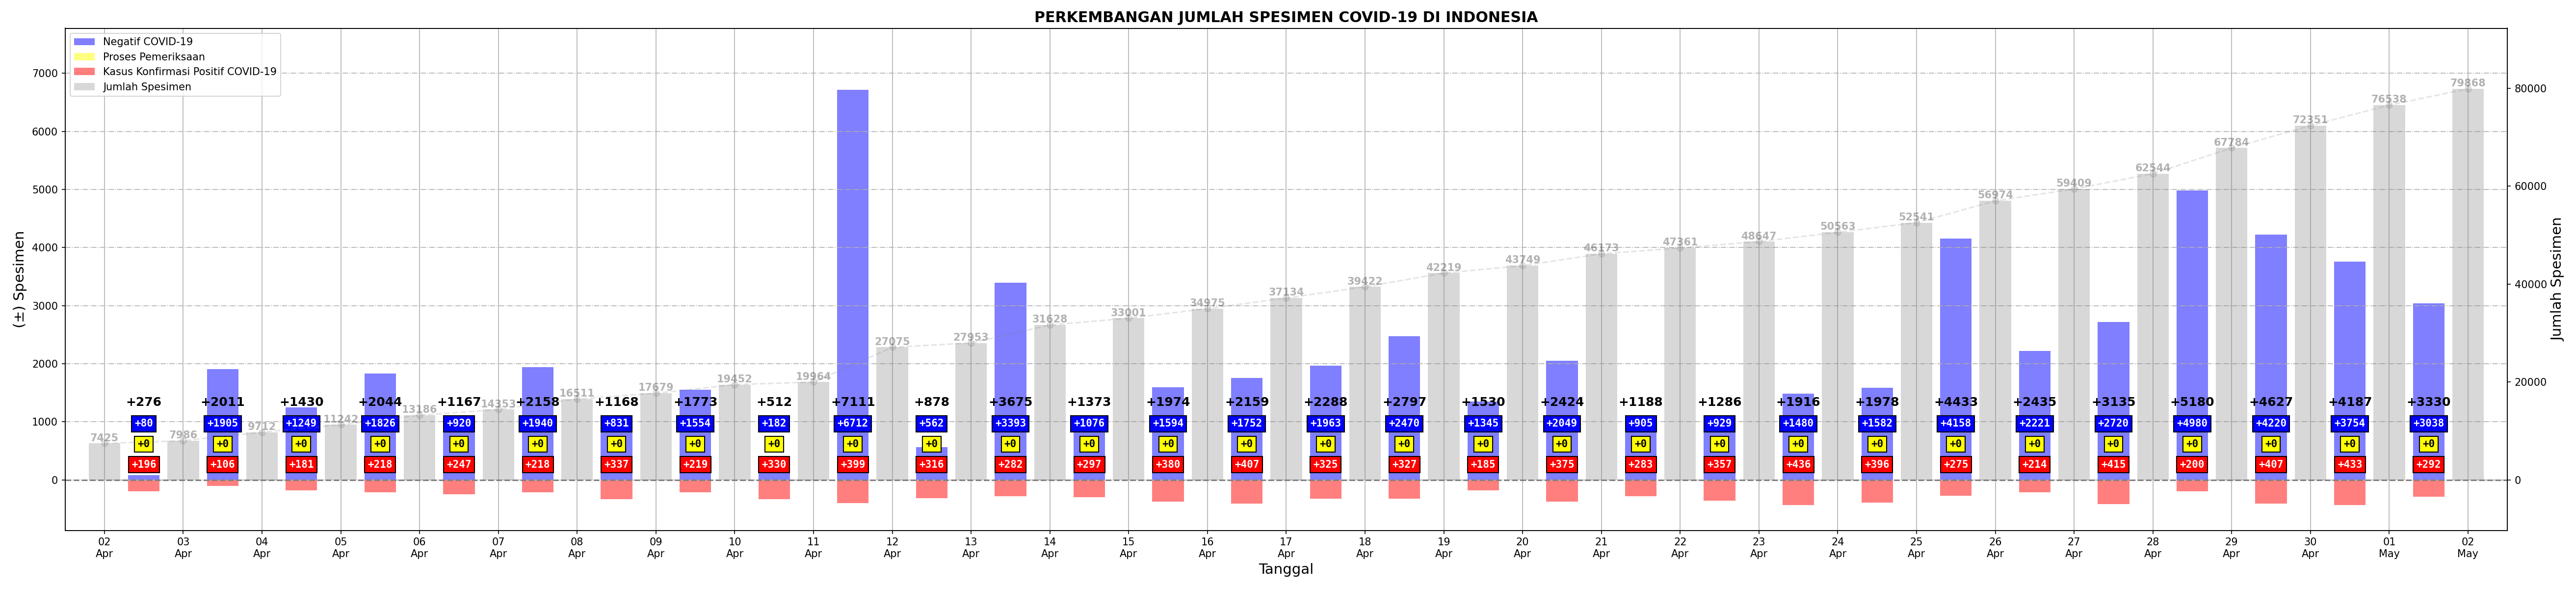 PERKEMBANGAN JUMLAH SPESIMEN COVID-19 DI INDONESIA
Negatif COVID-19
Proses Pemeriksaan
Kasus Konfirmasi Positif COVID-19
Jumlah Spesimen
(±) Spesimen
7000
6000
5000
4000
3000
2000
1000
0
Jumlah Spesimen
80000
60000
40000
20000
0
7425 7986 9712 11242 13186 14353 16511 17679 19452 19964 27075 27953 31628 33001 34975 37134 39422 42219 43749 46173 47361 48647 50563 52541 56974 59409 62544 67784 72351 76538 79868
+276 +2011 +1430 +2044 +1167 +2158 +1168 +1773 +512 +7111 +878 +3675 +1373 +1974 +2159 +2288 +2797 +1530 +2424 +1188 +1286 +1916 +1978 +4433 +2435 +3135 +5180 +4627 +4187 +3330
+80 +1905 +1249 +1826 +920 +1940 +831 +1554 +182 +6712 +562 +3393 +1076 +1594 +1752 +1963 +2470 +1345 +2049 +905 +929 +1480 +1582 +4158 +2221 +2720 +4980 +4220 +3754 +3038
+0 +0 +0 +0 +0 +0 +0 +0 +0 +0 +0 +0 +0 +0 +0 +0 +0 +0 +0 +0 +0 +0 +0 +0 +0 +0 +0 +0 +0 +0
+196 +106 +181 +218 +247 +218 +337 +219 +330 +399 +316 +282 +297 +380 +407 +325 +327 +185 +375 +283 +357 +436 +396 +275 +214 +415 +200 +407 +433 +292
02 03 04 05 06 07 08 09 10 11 12 13 14 15 16 17 18 19 20 21 22 23 24 25 26 27 28 29 30 01 02
Apr Apr Apr Apr Apr Apr Apr Apr Apr Apr Apr Apr Apr Apr Apr Apr Apr Apr Apr Apr Apr Apr Apr Apr Apr Apr Apr Apr Apr May May
Tanggal